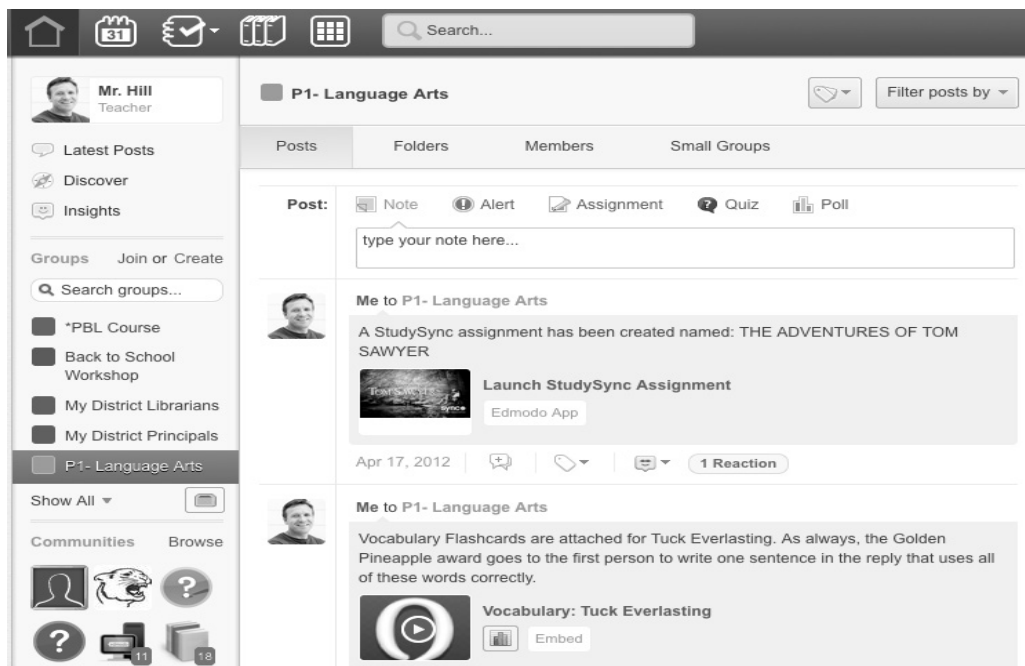 31
Search...
Mr. Hill
Teacher
Latest Posts
Discover
Insights
Groups Join or Create
Search groups...
*PBL Course
Back to School
Workshop
My District Librarians
My District Principals
P1- Language Arts
Show All
Communities Browse
?
?
11
18
P1- Language Arts
Filter posts by
Posts Folders Members Small Groups
Post: Note Alert Assignment Quiz Poll
type your note here...
Me to P1- Language Arts
A StudySync assignment has been created named: THE ADVENTURES OF TOM
SAWYER
TOM SAWYER
sync
Launch StudySync Assignment
Edmodo App
Apr 17, 2012 1 Reaction
Me to P1- Language Arts
Vocabulary Flashcards are attached for Tuck Everlasting. As always, the Golden
Pineapple award goes to the first person to write one sentence in the reply that uses all
of these words correctly.
Vocabulary: Tuck Everlasting
Embed